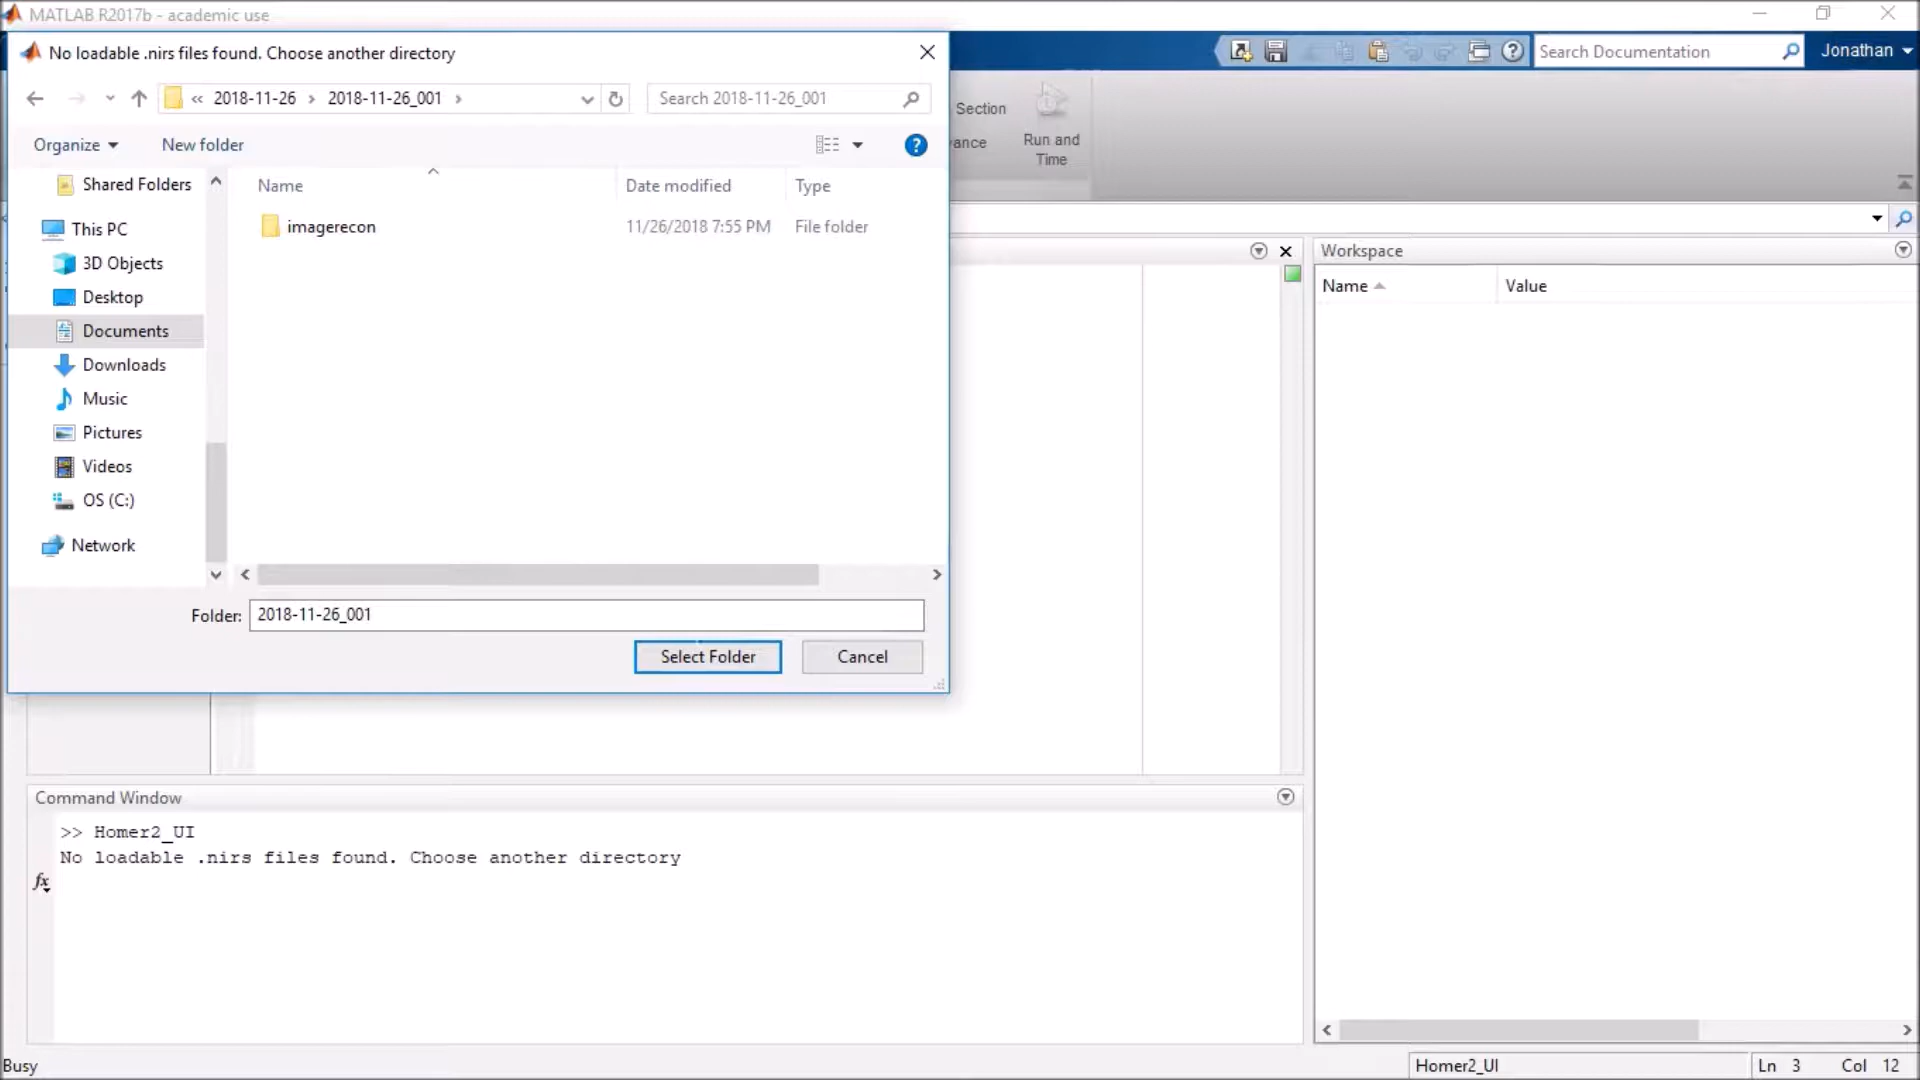 MATLAB R2017b - academic use
No loadable .nirs files found. Choose another directory
Search Documentation
Jonathan
« 2018-11-26 › 2018-11-26_001 ›
Search 2018-11-26_001
Section
ance
Run and
Time
Organize
New folder
Name
Date modified
Type
imagerecon
11/26/2018 7:55 PM
File folder
Shared Folders
This PC
3D Objects
Desktop
Documents
Downloads
Music
Pictures
Videos
OS (C:)
Network
Folder: 2018-11-26_001
Select Folder
Cancel
Workspace
Name
Value
Command Window
>> Homer2_UI
No loadable .nirs files found. Choose another directory
fx
Busy
Homer2_UI
Ln 3 Col 12